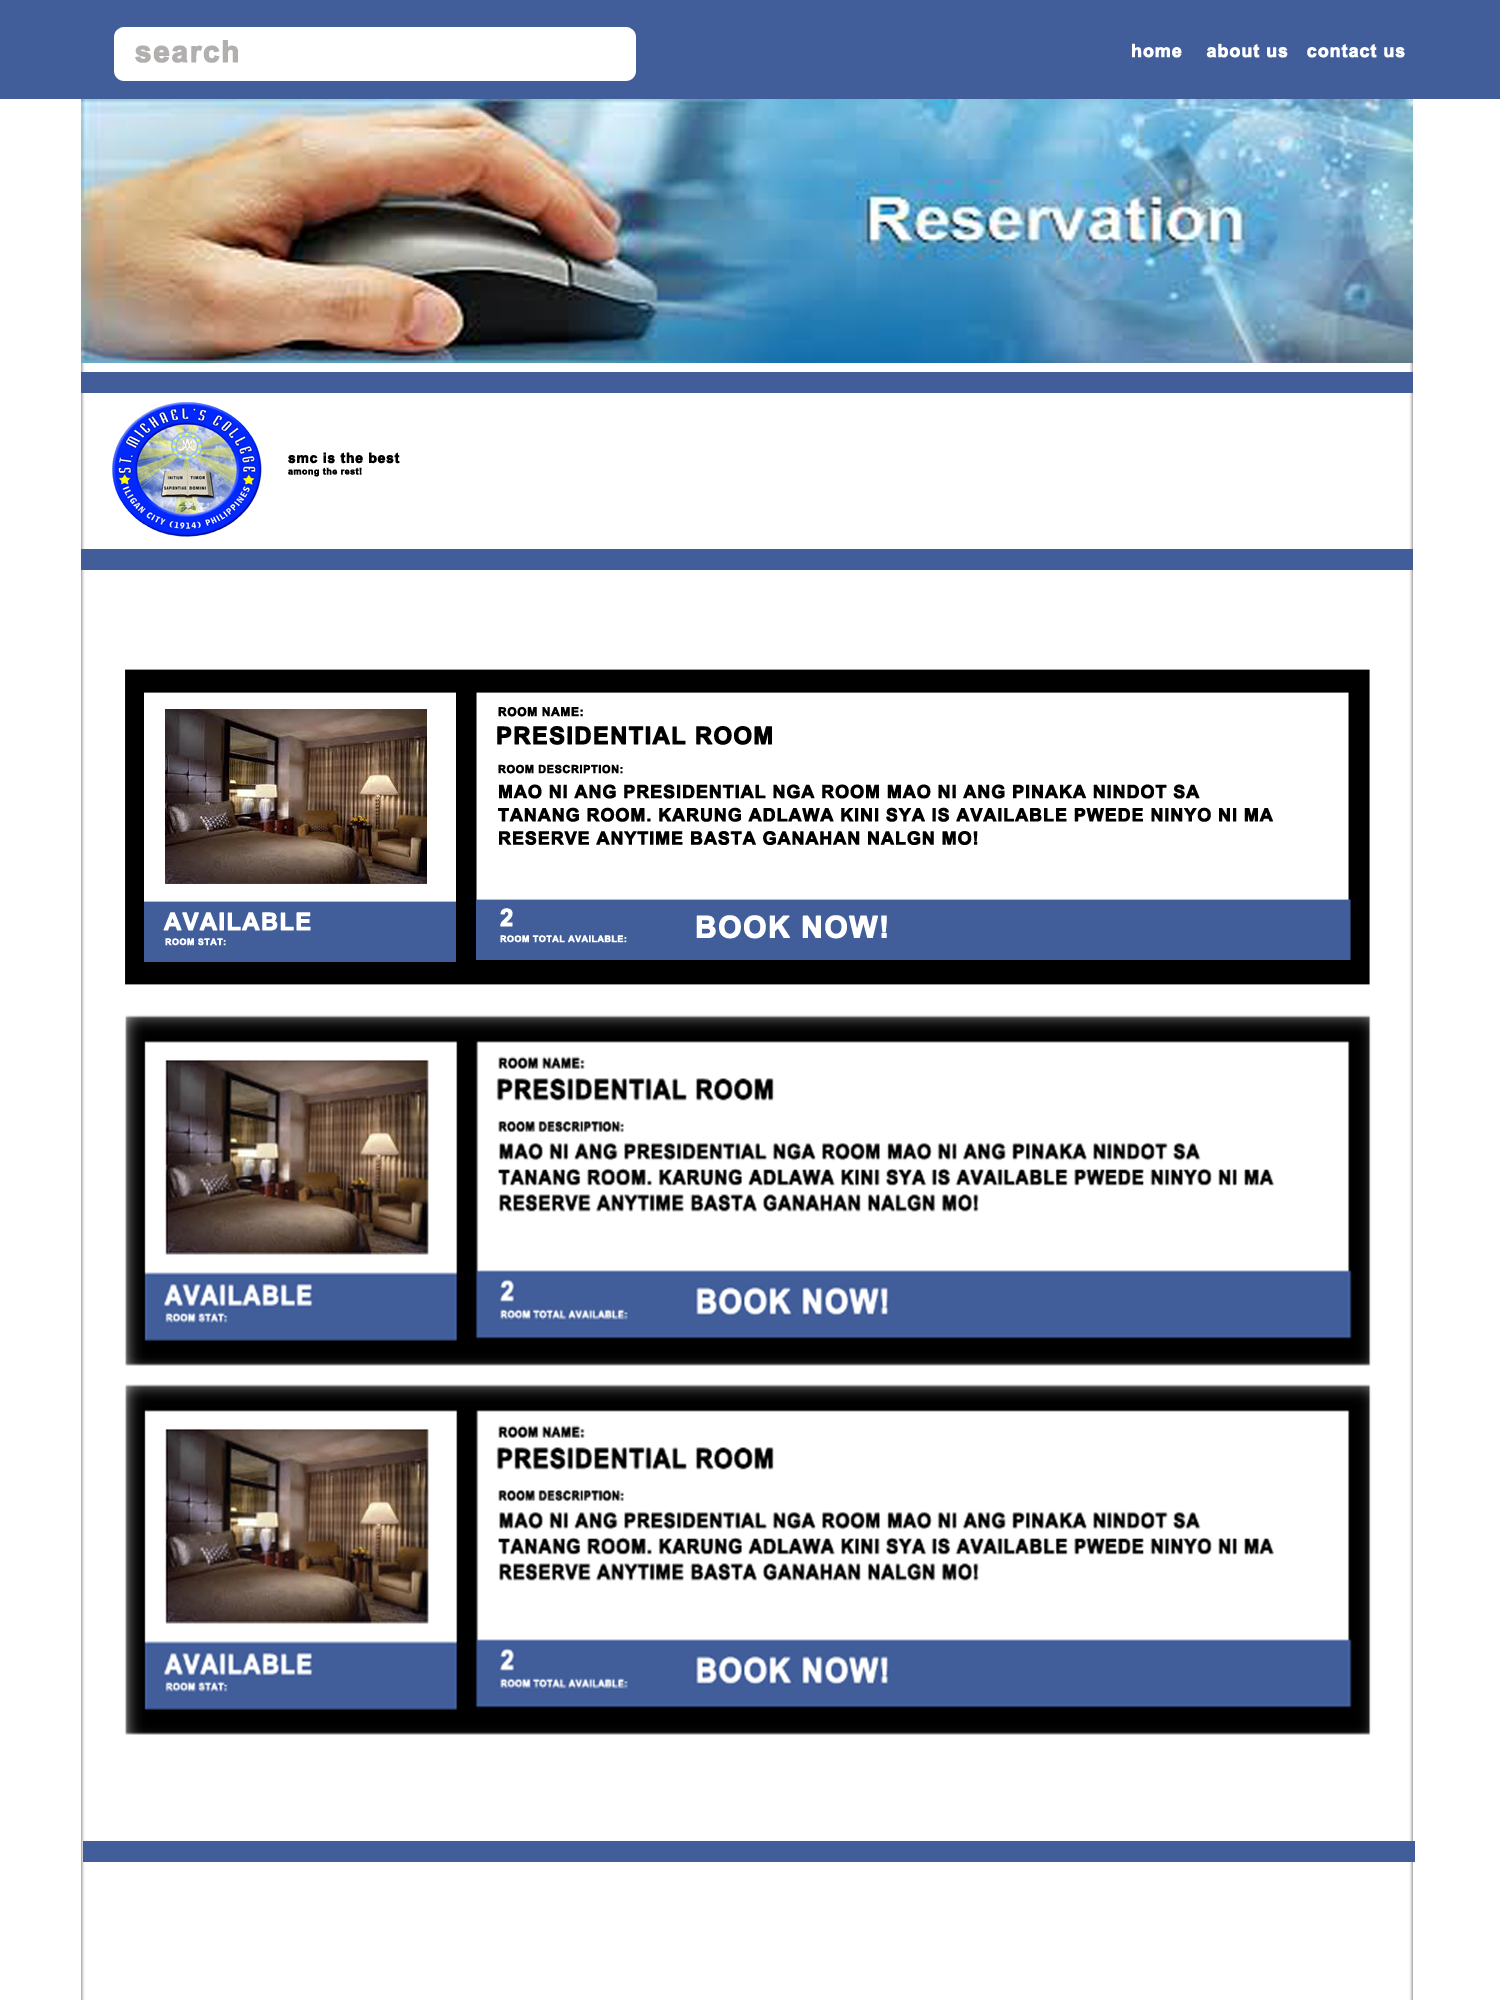 search
home about us contact us
Reservation
ST. MICHAEL'S COLLEGE
INITIUM TIMOR
SAPIENTIAE DOMINI
ILIGAN CITY (1914) PHILIPPINES
smc is the best
among the rest!
ROOM NAME:
PRESIDENTIAL ROOM
ROOM DESCRIPTION:
MAO NI ANG PRESIDENTIAL NGA ROOM MAO NI ANG PINAKA NINDOT SA
TANANG ROOM. KARUNG ADLAWA KINI SYA IS AVAILABLE PWEDE NINYO NI MA
RESERVE ANYTIME BASTA GANAHAN NALGN MO!
AVAILABLE
ROOM STAT:
2
ROOM TOTAL AVAILABLE:
BOOK NOW!
ROOM NAME:
PRESIDENTIAL ROOM
ROOM DESCRIPTION:
MAO NI ANG PRESIDENTIAL NGA ROOM MAO NI ANG PINAKA NINDOT SA
TANANG ROOM. KARUNG ADLAWA KINI SYA IS AVAILABLE PWEDE NINYO NI MA
RESERVE ANYTIME BASTA GANAHAN NALGN MO!
AVAILABLE
ROOM STAT:
2
ROOM TOTAL AVAILABLE:
BOOK NOW!
ROOM NAME:
PRESIDENTIAL ROOM
ROOM DESCRIPTION:
MAO NI ANG PRESIDENTIAL NGA ROOM MAO NI ANG PINAKA NINDOT SA
TANANG ROOM. KARUNG ADLAWA KINI SYA IS AVAILABLE PWEDE NINYO NI MA
RESERVE ANYTIME BASTA GANAHAN NALGN MO!
AVAILABLE
ROOM STAT:
2
ROOM TOTAL AVAILABLE:
BOOK NOW!